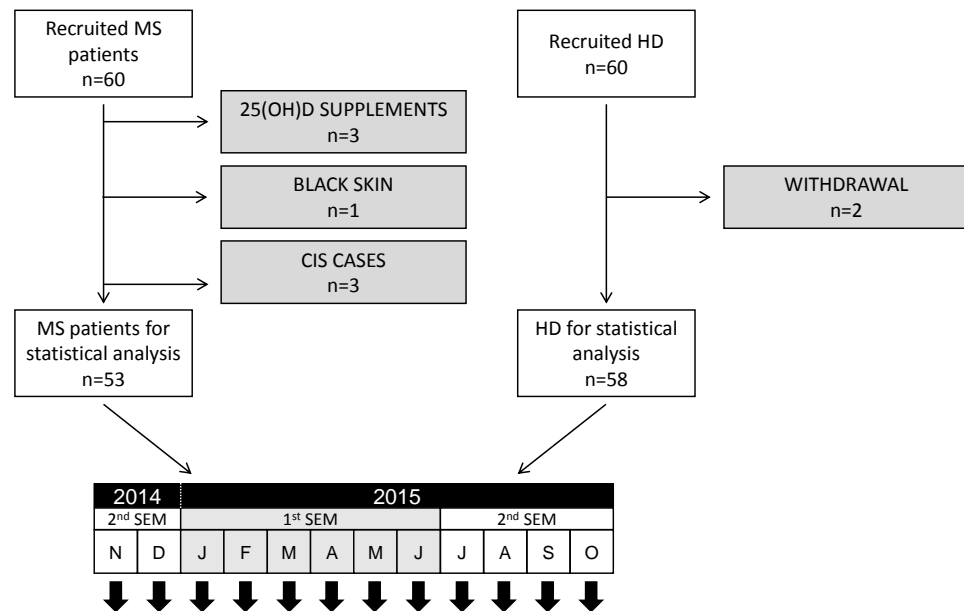 Recruited MS
patients
n=60
Recruited HD
n=60
25(OH)D SUPPLEMENTS
n=3
BLACK SKIN
n=1
WITHDRAWAL
n=2
CIS CASES
n=3
MS patients for
statistical analysis
n=53
HD for statistical
analysis
n=58
2014 2015
2nd SEM 1st SEM 2nd SEM
N D J F M A M J J A S O